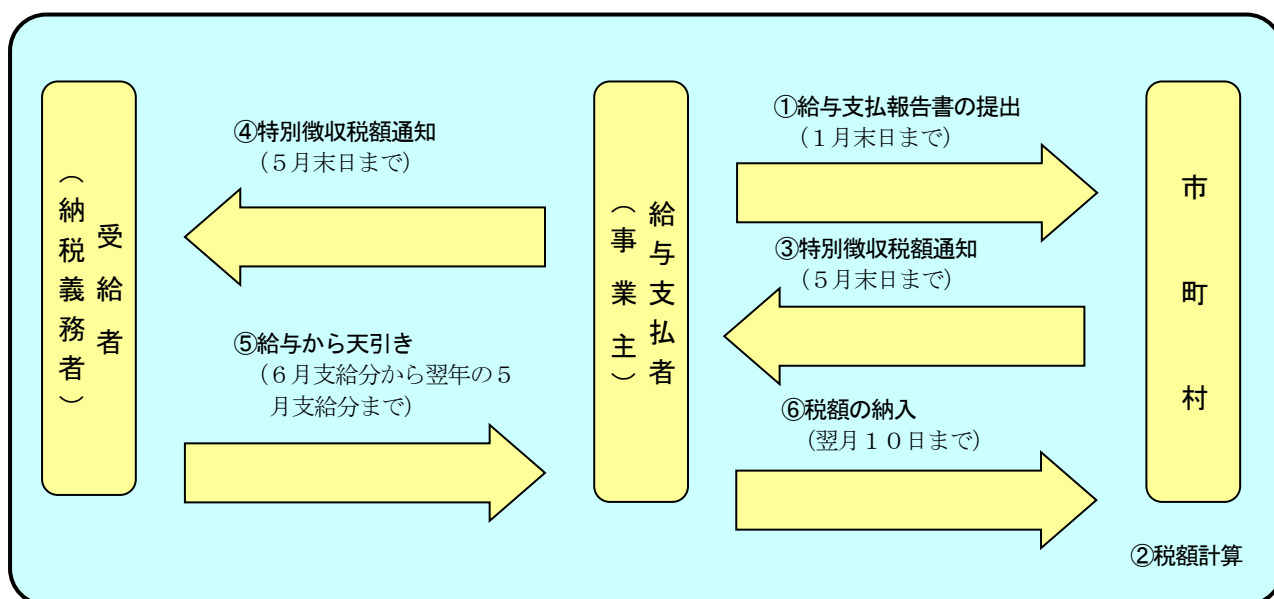 受給者
（納税義務者）
④特別徴収税額通知
（５月末日まで）
⑤給与から天引き
（６月支給分から翌年の５
月支給分まで）
給与支払者
（事業主）
①給与支払報告書の提出
（１月末日まで）
③特別徴収税額通知
（５月末日まで）
⑥税額の納入
（翌月１０日まで）
市町村
②税額計算